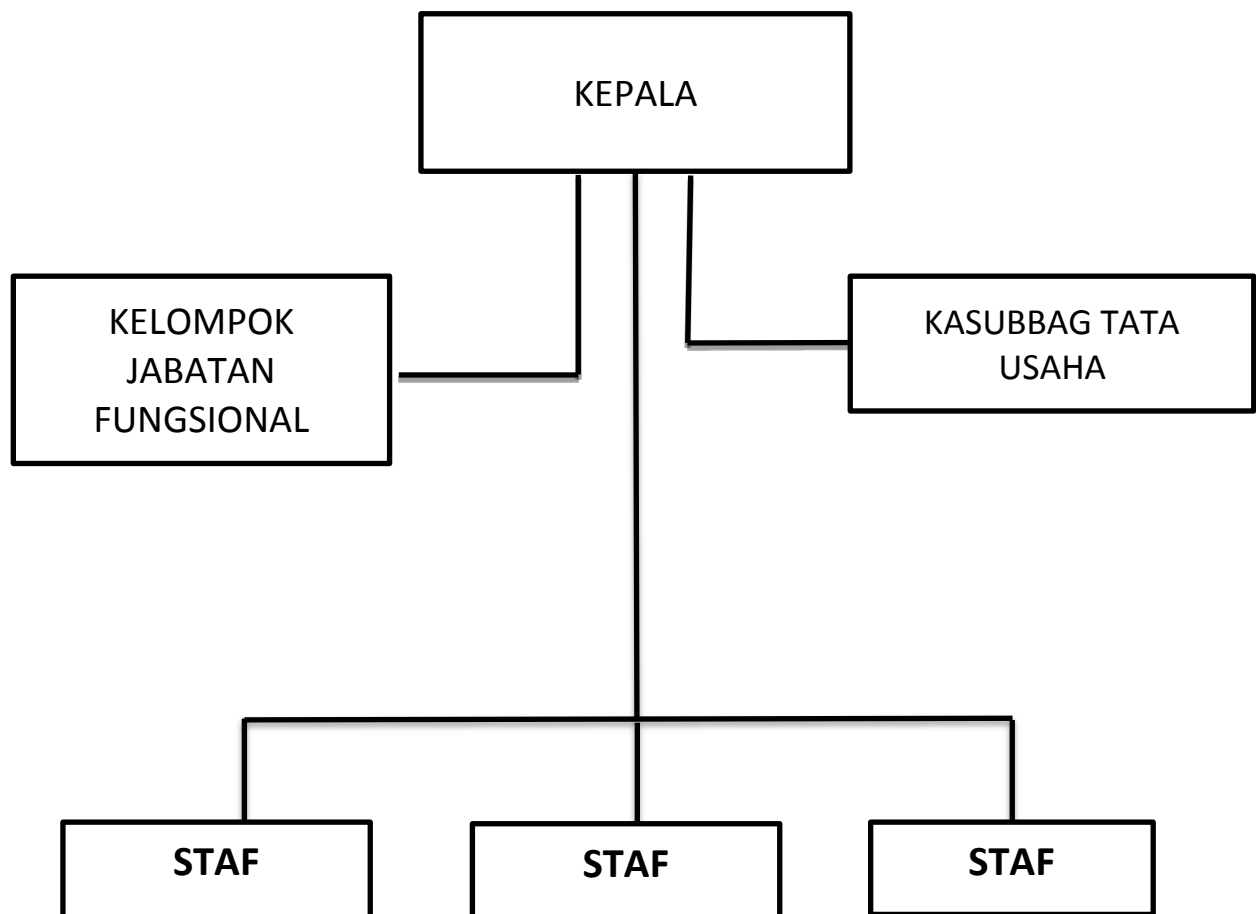 KEPALA
KELOMPOK
JABATAN
FUNGSIONAL
KASUBBAG TATA
USAHA
STAF
STAF
STAF